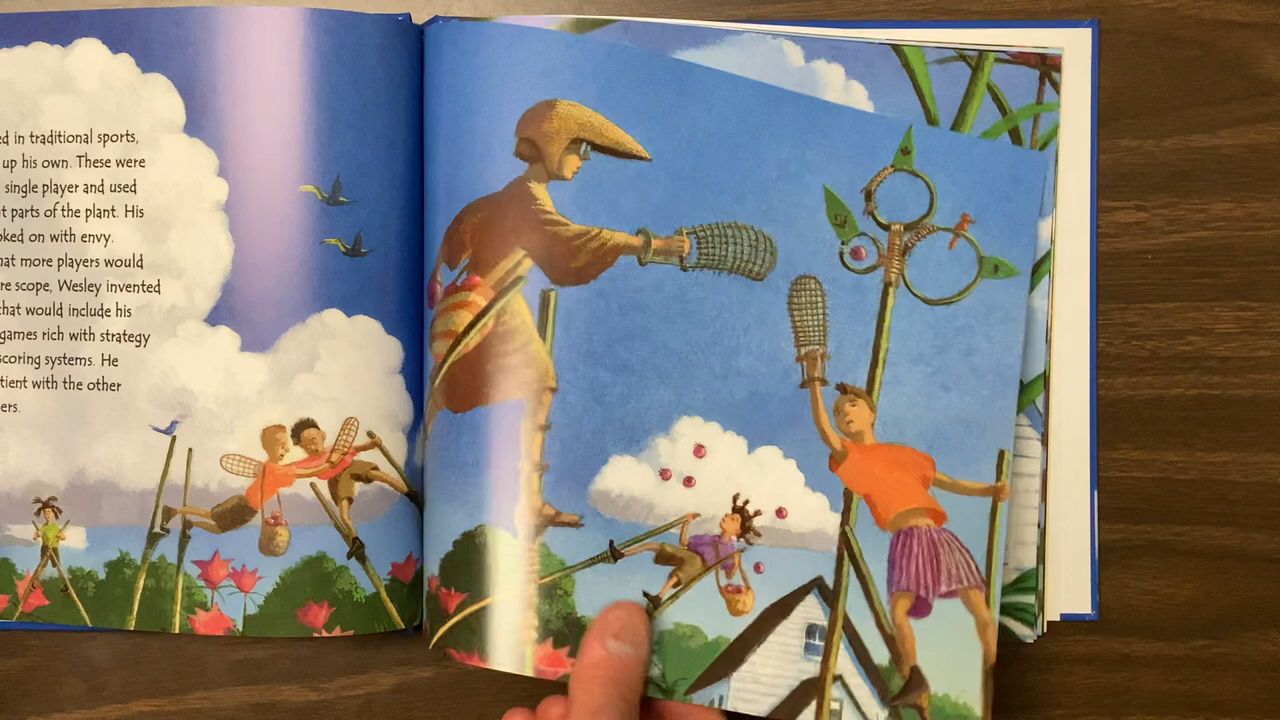 ed in traditional sports,
up his own. These were
single player and used
t parts of the plant. His
oked on with envy.
hat more players would
re scope, Wesley invented
that would include his
games rich with strategy
scoring systems. He
tient with the other
ers.